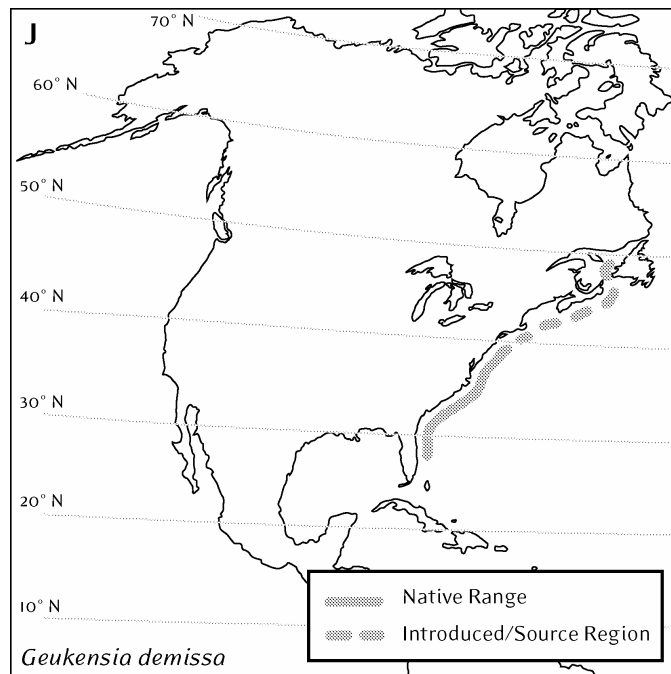 J
70° N
60° N
50° N
40° N
30° N
20° N
10° N
Native Range
Introduced/Source Region
Geukensia demissa